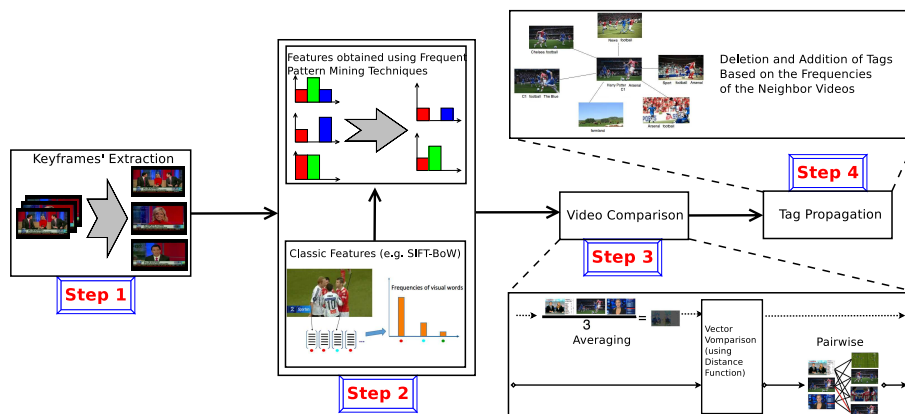 Keyframes' Extraction
Step 1
Features obtained using Frequent
Pattern Mining Techniques
Classic Features (e.g. SIFT-BoW)
Frequencies of visual words
...
Step 2
Video Comparison
Step 3
3
=
Averaging
Vector
Vomparison
(using
Distance
Function)
Pairwise
Step 4
Tag Propagation
News football
Chelsea football
C1 football The Blue
Harry Potter Arsenal
C1
Sport football Arsenal
Arsenal football
Deletion and Addition of Tags
Based on the Frequencies
of the Neighbor Videos